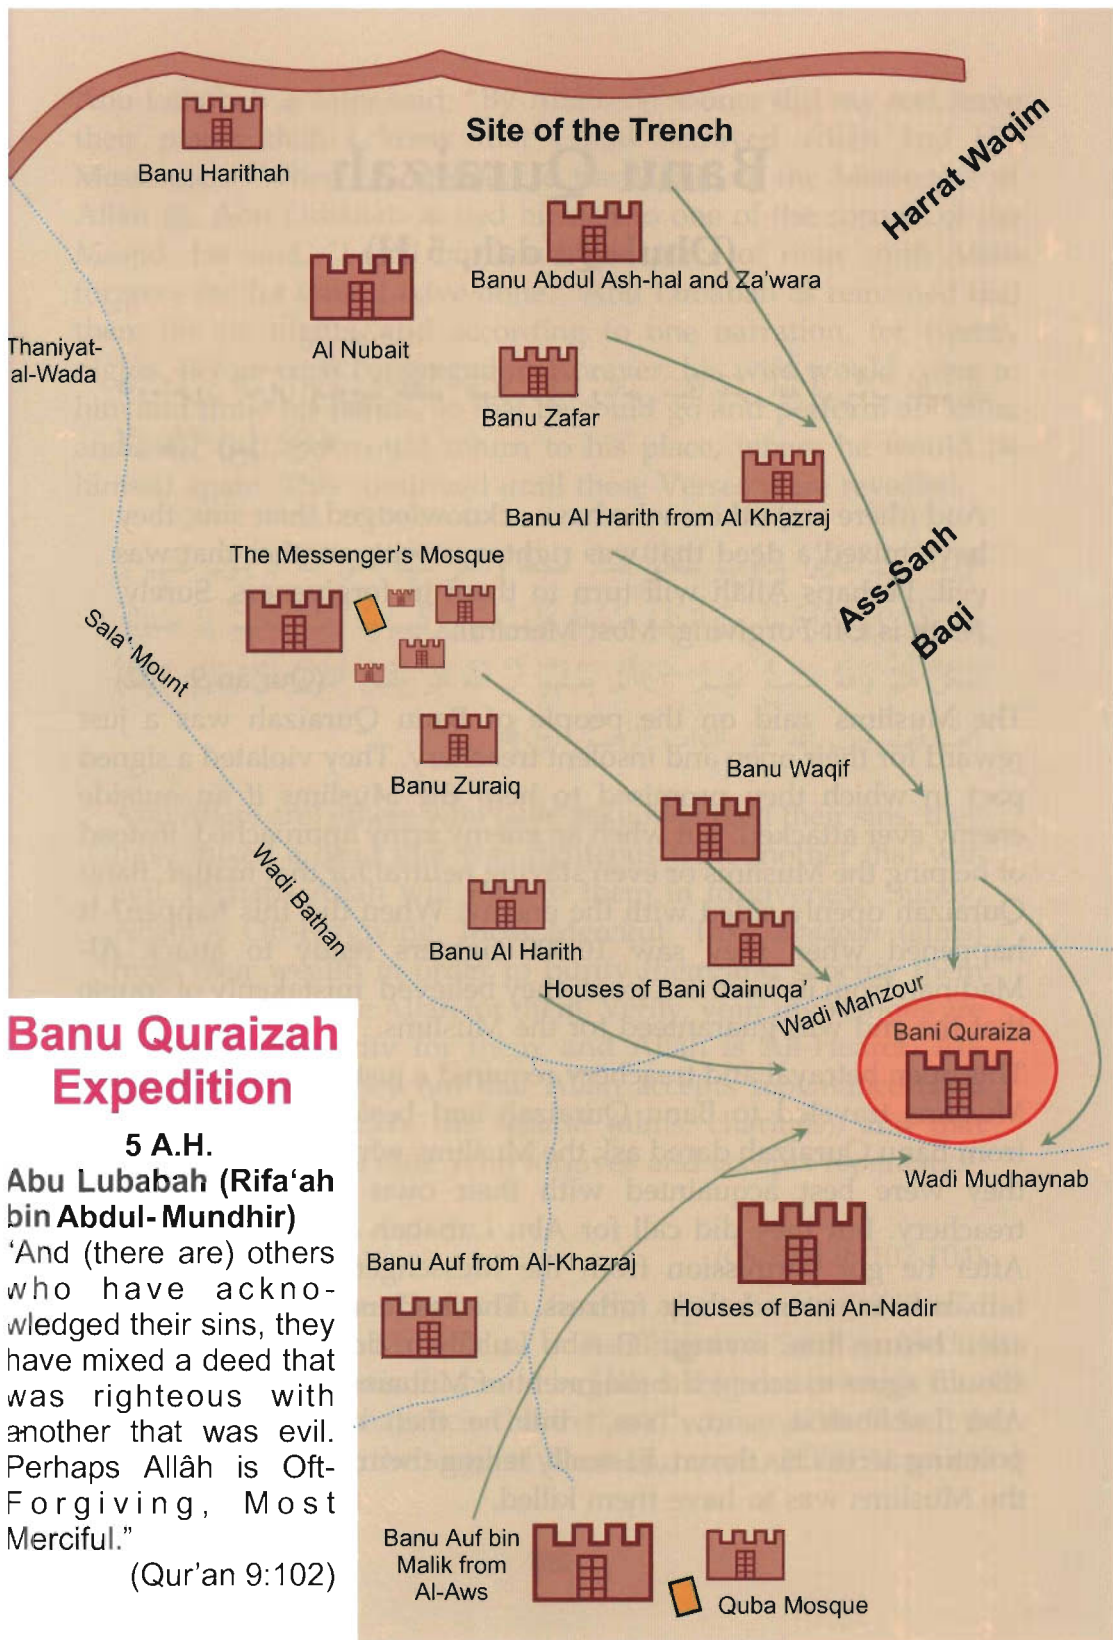 Site of the Trench
Banu Harithah
Harrat Waqim
Banu Abdul Ash-hal and Za'wara
Al Nubait
Thaniyat-
al-Wada
Banu Zafar
Banu Al Harith from Al Khazraj
The Messenger's Mosque
Ass-Sanh
Baqi
Sala' Mount
Banu Zuraiq
Banu Waqif
Wadi Bathan
Banu Al Harith
Houses of Bani Qainuqa'
Wadi Mahzour
Bani Quraiza
Wadi Mudhaynab
Banu Auf from Al-Khazraj
Houses of Bani An-Nadir
Banu Auf bin
Malik from
Al-Aws
Quba Mosque
Banu Quraizah
Expedition
5 A.H.
Abu Lubabah (Rifa'ah
bin Abdul-Mundhir)
'And (there are) others
who have ackno-
wledged their sins, they
have mixed a deed that
was righteous with
another that was evil.
Perhaps Allâh is Oft-
Forgiving, Most
Merciful."
(Qur'an 9:102)